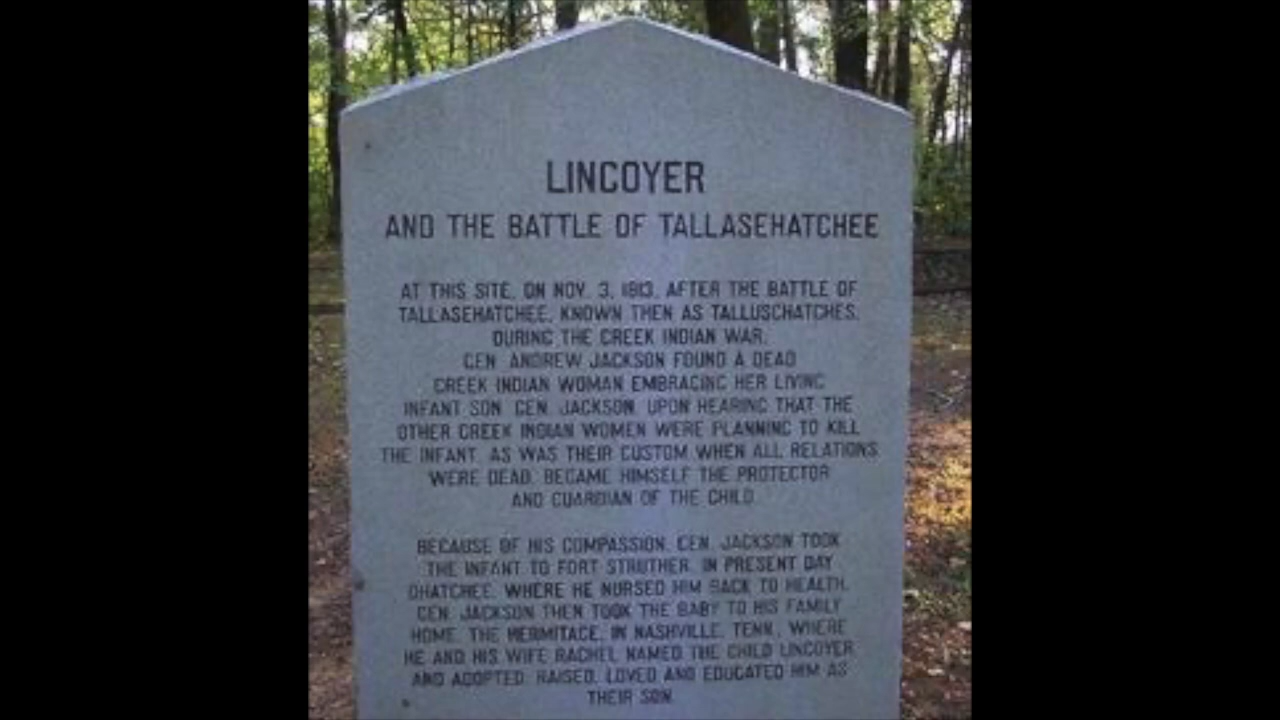 LINCOYER
AND THE BATTLE OF TALLASEHATCHEE
AT THIS SITE, ON NOV. 3, 1813, AFTER THE BATTLE OF
TALLASEHATCHEE, KNOWN THEN AS TALLUSCHATCHES,
DURING THE CREEK INDIAN WAR,
GEN. ANDREW JACKSON FOUND A DEAD
CREEK INDIAN WOMAN EMBRACING HER LIVING
INFANT SON. GEN. JACKSON, UPON HEARING THAT THE
OTHER CREEK INDIAN WOMEN WERE PLANNING TO KILL
THE INFANT, AS WAS THEIR CUSTOM WHEN ALL RELATIONS
WERE DEAD, BECAME HIMSELF THE PROTECTOR
AND GUARDIAN OF THE CHILD.
BECAUSE OF HIS COMPASSION, GEN. JACKSON TOOK
THE INFANT TO FORT STRUTHER, IN PRESENT DAY
OHATCHEE, WHERE HE NURSED HIM BACK TO HEALTH.
GEN. JACKSON THEN TOOK THE BABY TO HIS FAMILY
HOME, THE HERMITAGE, IN NASHVILLE, TENN., WHERE
HE AND HIS WIFE RACHEL NAMED THE CHILD LINCOYER
AND ADOPTED, RAISED, LOVED AND EDUCATED HIM AS
THEIR SON.